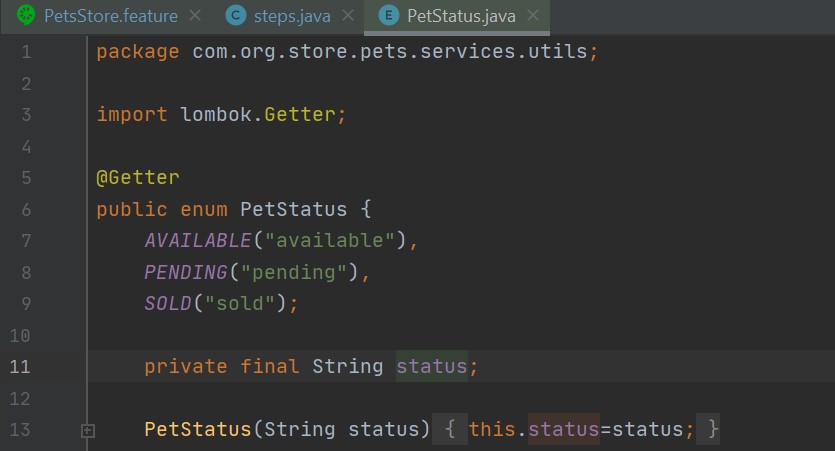 PetsStore.feature steps.java PetStatus.java
1 package com.org.store.pets.services.utils;
2
3 import lombok.Getter;
4
5 @Getter
6 public enum PetStatus {
7 AVAILABLE("available"),
8 PENDING("pending"),
9 SOLD("sold");
10
11 private final String status;
12
13 PetStatus(String status) { this.status=status; }